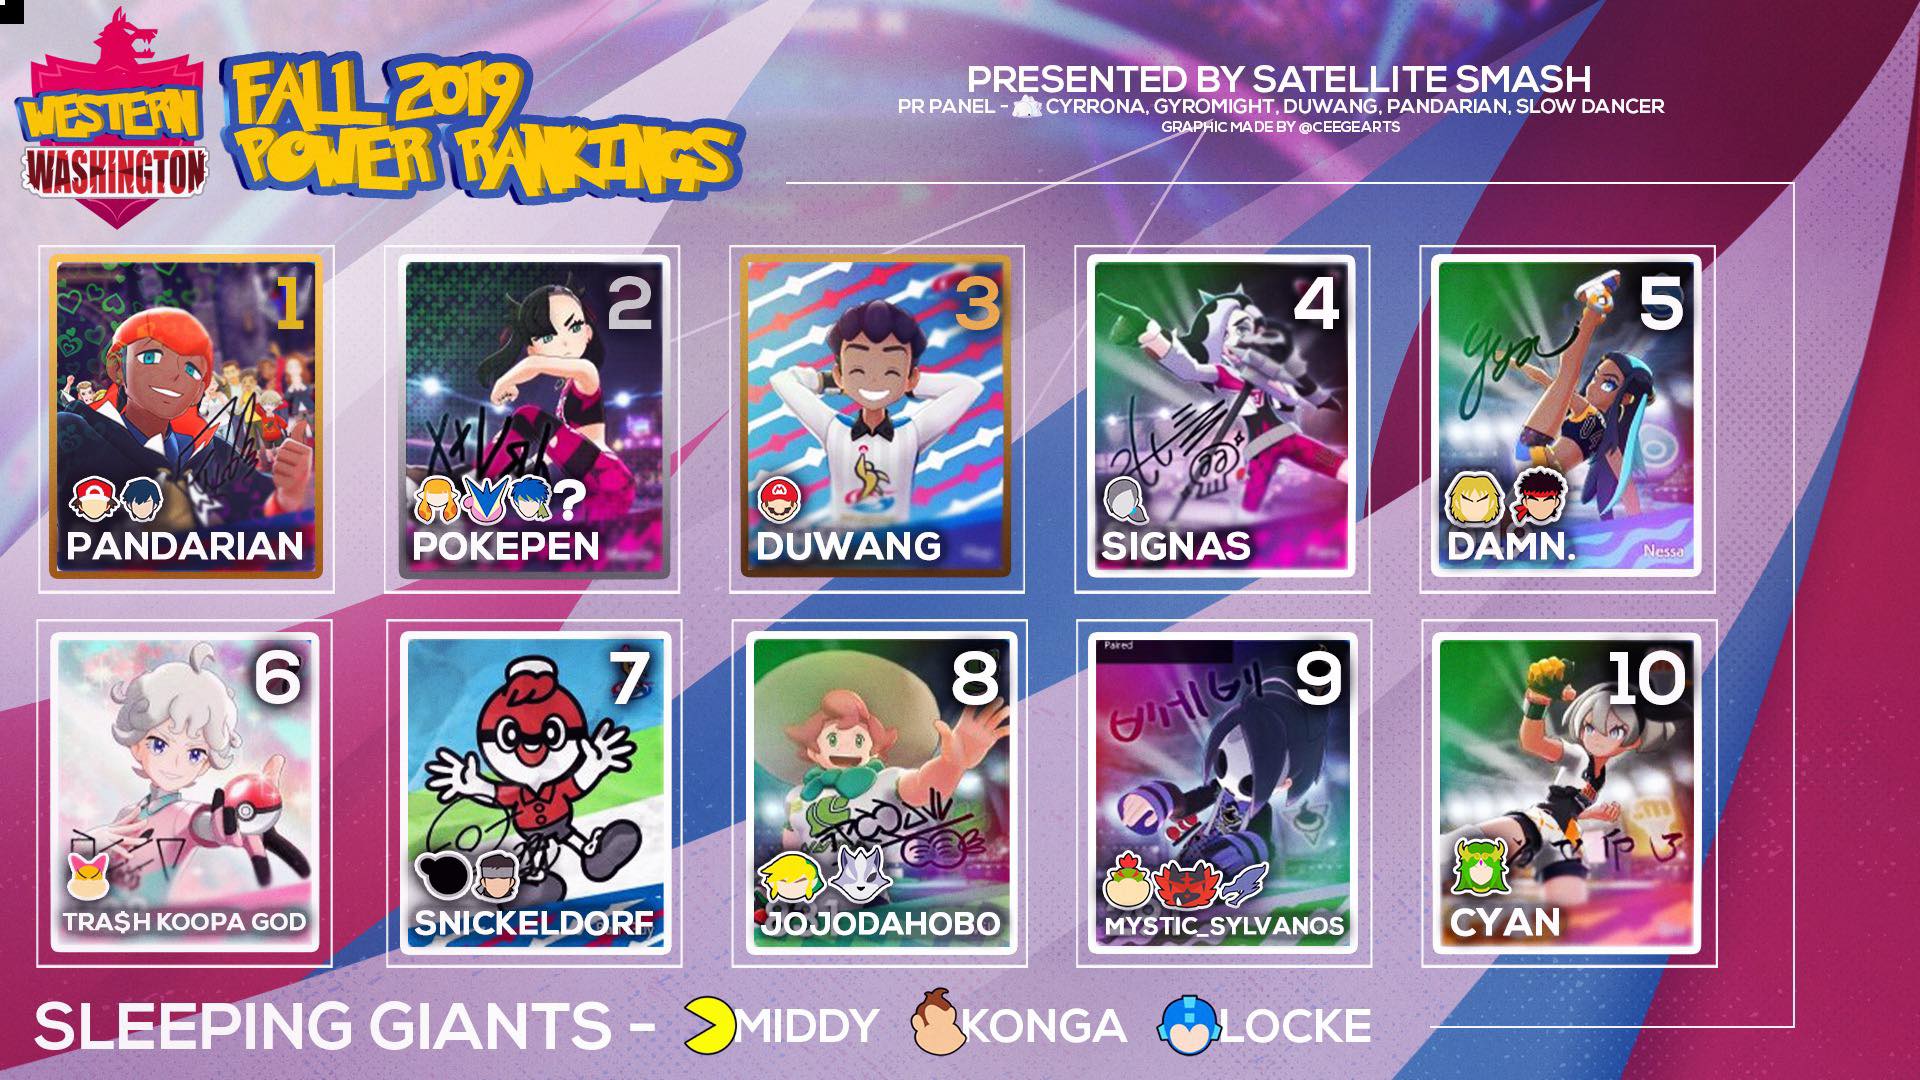 WESTERN
WASHINGTON
FALL 2019
POWER RANKINGS
PRESENTED BY SATELLITE SMASH
PR PANEL - CYRRONA, GYROMIGHT, DUWANG, PANDARIAN, SLOW DANCER
GRAPHIC MADE BY @CEEGEARTS
1
PANDARIAN
2
?
POKEPEN
3
DUWANG
4
SIGNAS
5
DAMN.
Nessa
6
TRA$H KOOPA GOD
7
SNICKELDORF
8
JOJODAHOBO
Paired
9
MYSTIC_SYLVANOS
10
CYAN
SLEEPING GIANTS - MIDDY KONGA LOCKE